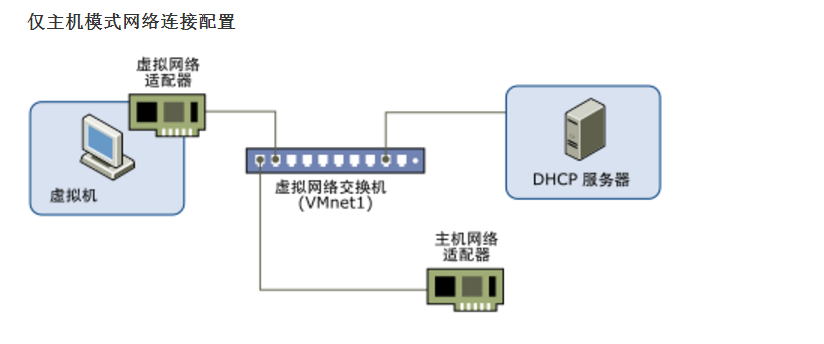 仅主机模式网络连接配置
虚拟网络
适配器
虚拟机
虚拟网络交换机
(VMnet1)
DHCP 服务器
主机网络
适配器